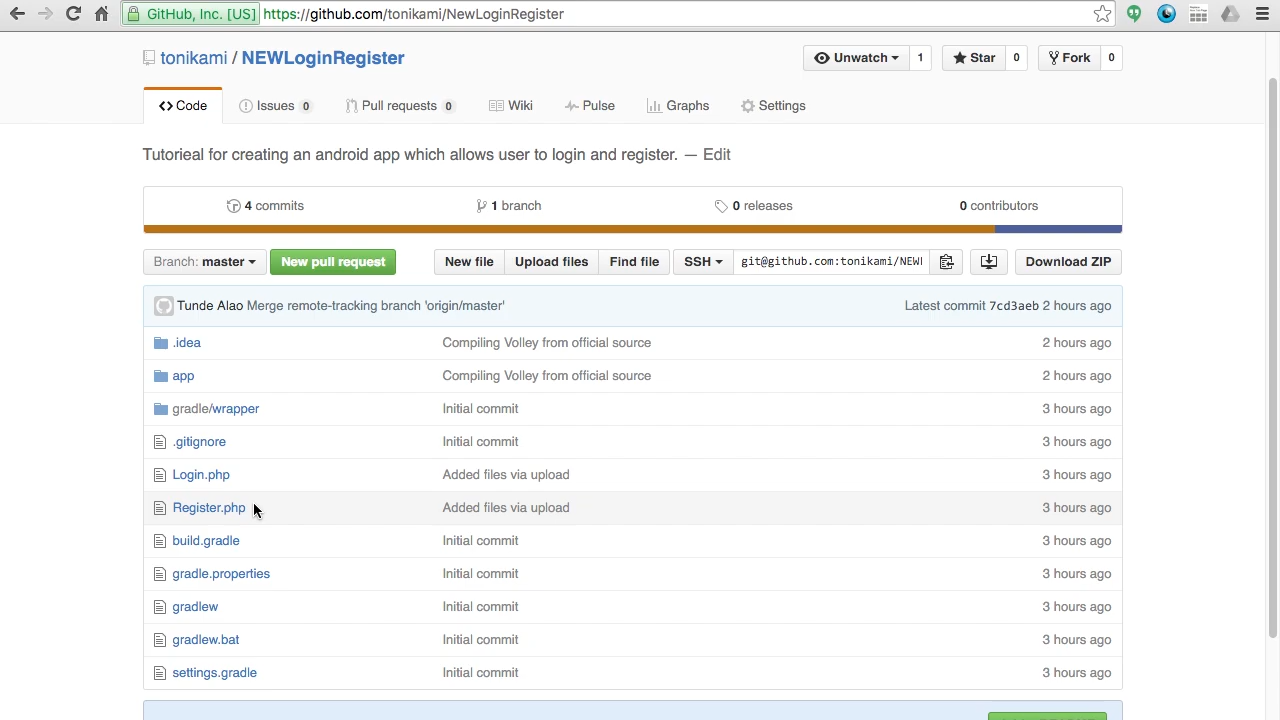 GitHub, Inc. [US] https://github.com/tonikami/NewLoginRegister
tonikami / NEWLoginRegister Unwatch 1 Star 0 Fork 0
Code Issues 0 Pull requests 0 Wiki Pulse Graphs Settings
Tutorieal for creating an android app which allows user to login and register. — Edit
4 commits 1 branch 0 releases 0 contributors
Branch: master New pull request New file Upload files Find file SSH git@github.com:tonikami/NEWl Download ZIP
Tunde Alao Merge remote-tracking branch 'origin/master' Latest commit 7cd3aeb 2 hours ago
.idea Compiling Volley from official source 2 hours ago
app Compiling Volley from official source 2 hours ago
gradle/wrapper Initial commit 3 hours ago
.gitignore Initial commit 3 hours ago
Login.php Added files via upload 3 hours ago
Register.php Added files via upload 3 hours ago
build.gradle Initial commit 3 hours ago
gradle.properties Initial commit 3 hours ago
gradlew Initial commit 3 hours ago
gradlew.bat Initial commit 3 hours ago
settings.gradle Initial commit 3 hours ago